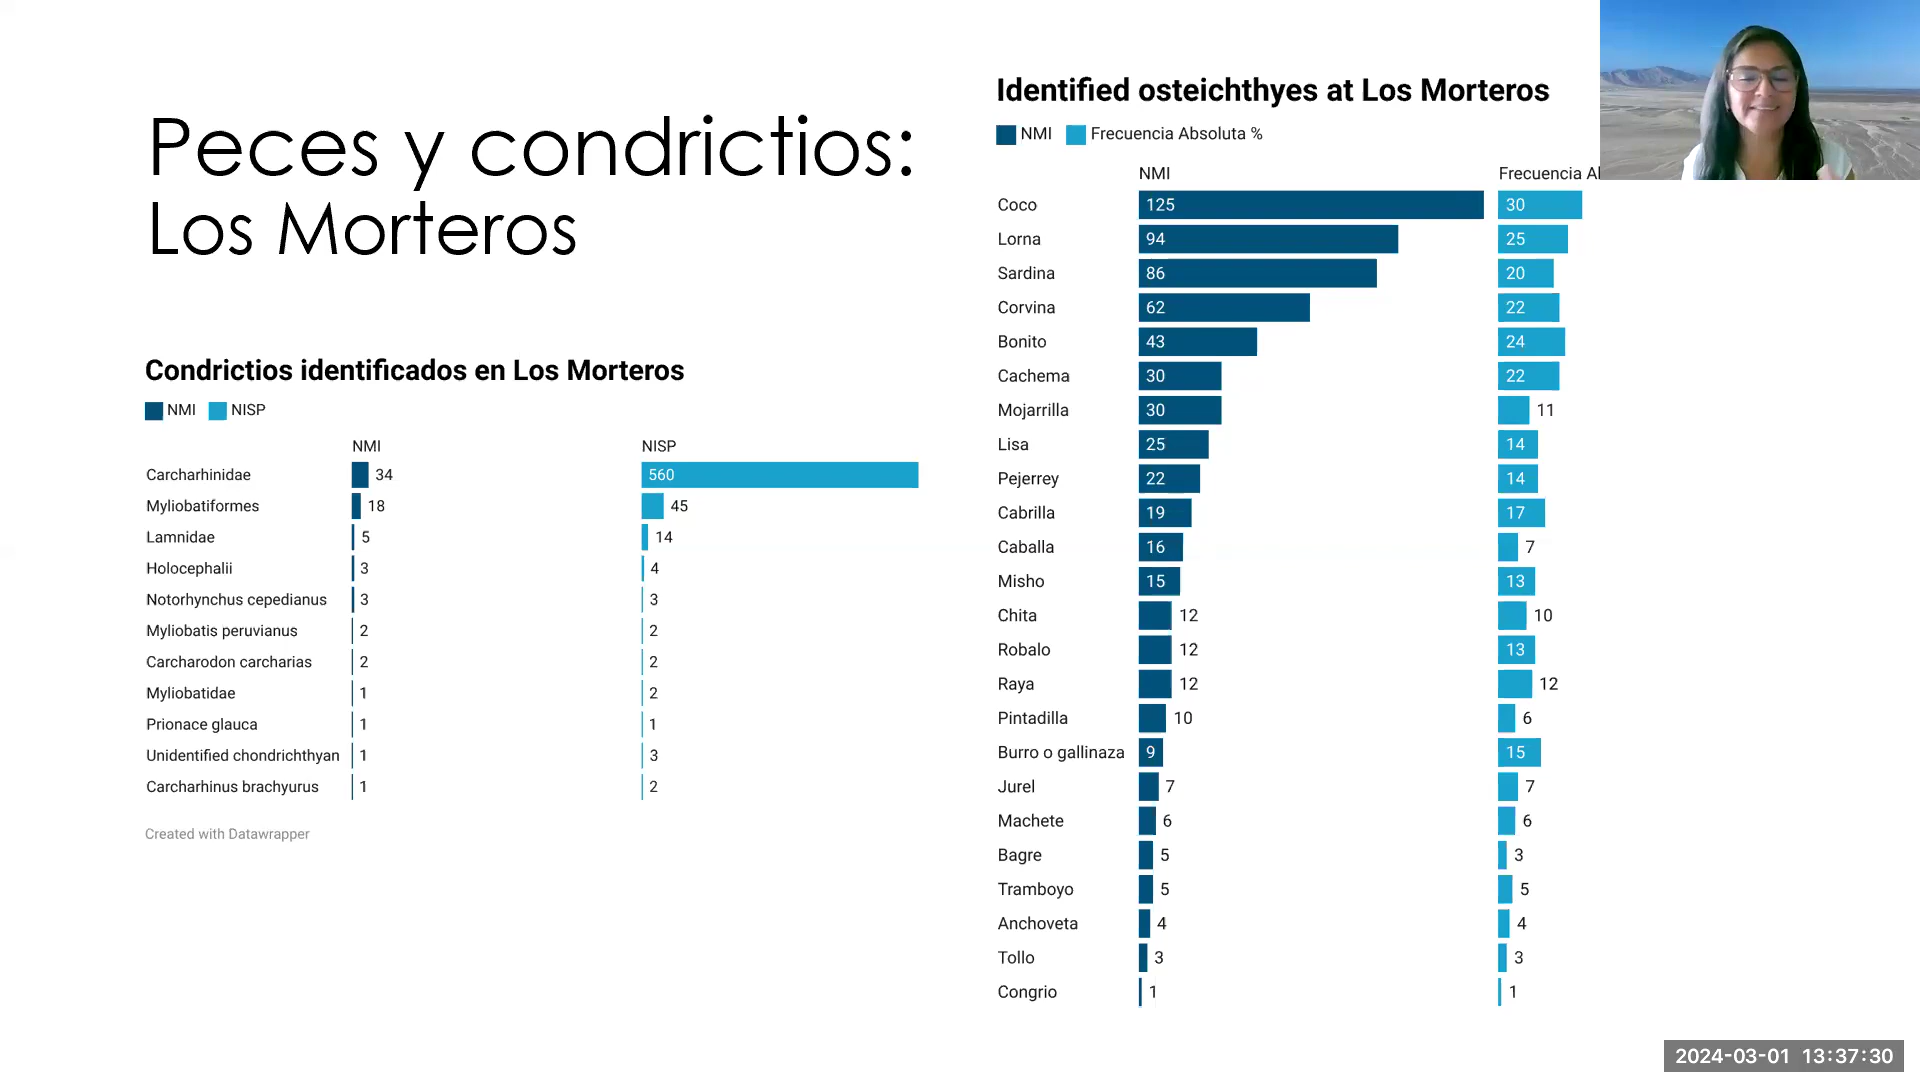 Peces y condrictios:
Los Morteros
Condrictios identificados en Los Morteros
NMI NISP
NMI NISP
Carcharhinidae 34 560
Myliobatiformes 18 45
Lamnidae 5 14
Holocephalii 3 4
Notorhynchus cepedianus 3 3
Myliobatis peruvianus 2 2
Carcharodon carcharias 2 2
Myliobatidae 1 2
Prionace glauca 1 1
Unidentified chondrichthyan 1 3
Carcharhinus brachyurus 1 2
Created with Datawrapper
Identified osteichthyes at Los Morteros
NMI Frecuencia Absoluta %
NMI Frecuencia
Coco 125 30
Lorna 94 25
Sardina 86 20
Corvina 62 22
Bonito 43 24
Cachema 30 22
Mojarrilla 30 11
Lisa 25 14
Pejerrey 22 14
Cabrilla 19 17
Caballa 16 7
Misho 15 13
Chita 12 10
Robalo 12 13
Raya 12 12
Pintadilla 10 6
Burro o gallinaza 9 15
Jurel 7 7
Machete 6 6
Bagre 5 3
Tramboyo 5 5
Anchoveta 4 4
Tollo 3 3
Congrio 1 1
2024-03-01 13:37:30